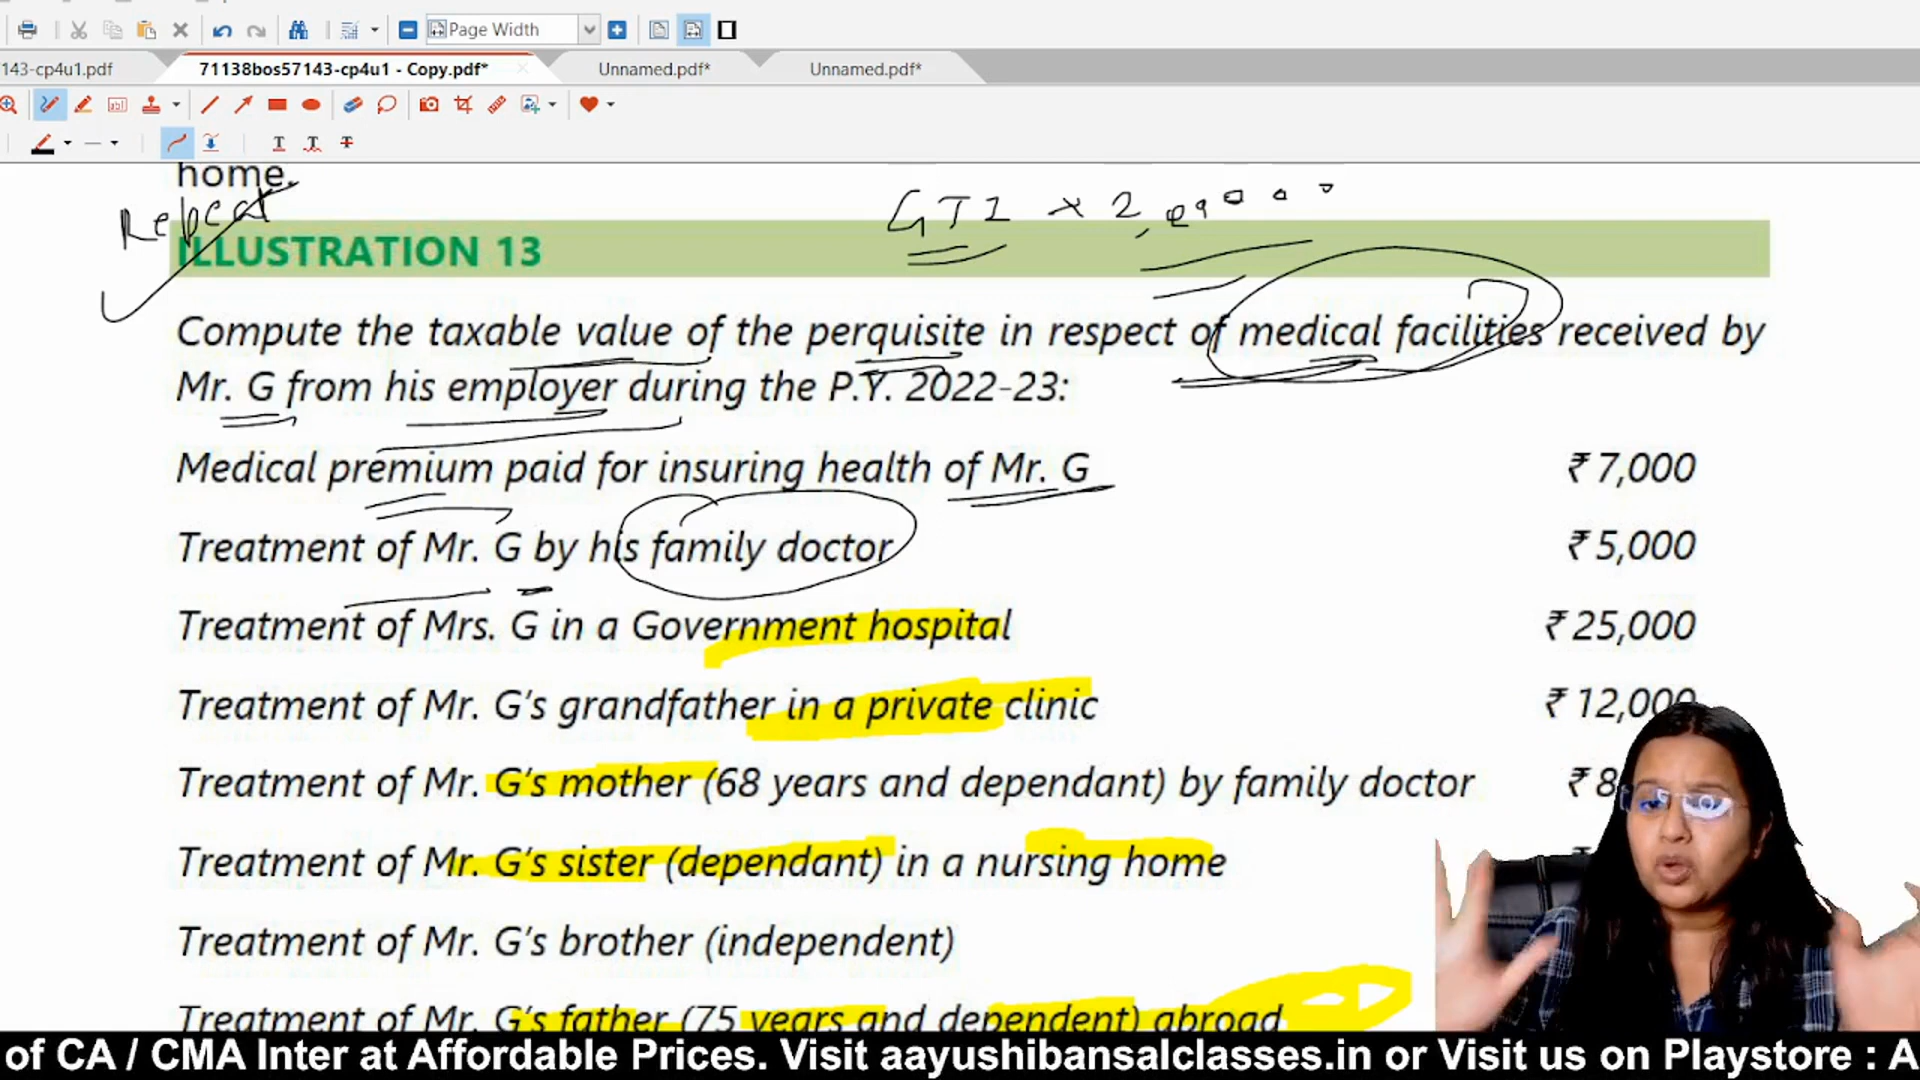 Page Width
143-cp4u1.pdf 71138bos57143-cp4u1 - Copy.pdf* Unnamed.pdf* Unnamed.pdf*
home.
Repeat
GTI × 2,
ILLUSTRATION 13
Compute the taxable value of the perquisite in respect of medical facilities received by
Mr. G from his employer during the P.Y. 2022-23:
Medical premium paid for insuring health of Mr. G ₹ 7,000
Treatment of Mr. G by his family doctor ₹ 5,000
Treatment of Mrs. G in a Government hospital ₹ 25,000
Treatment of Mr. G's grandfather in a private clinic ₹ 12,000
Treatment of Mr. G's mother (68 years and dependant) by family doctor ₹ 8
Treatment of Mr. G's sister (dependant) in a nursing home
Treatment of Mr. G's brother (independent)
Treatment of Mr. G's father (75 years and dependent) abroad
of CA / CMA Inter at Affordable Prices. Visit aayushibansalclasses.in or Visit us on Playstore : A